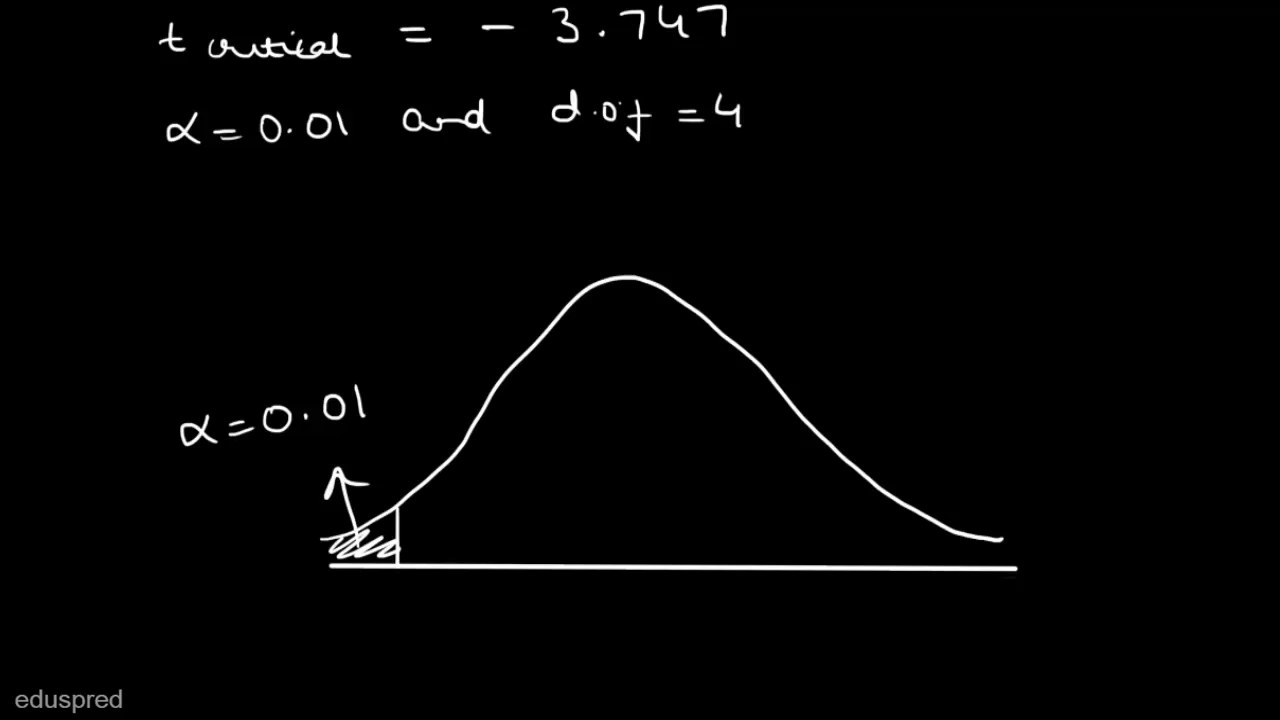 t critical = - 3.747
α = 0.01 and d.o.f = 4
α = 0.01
eduspred